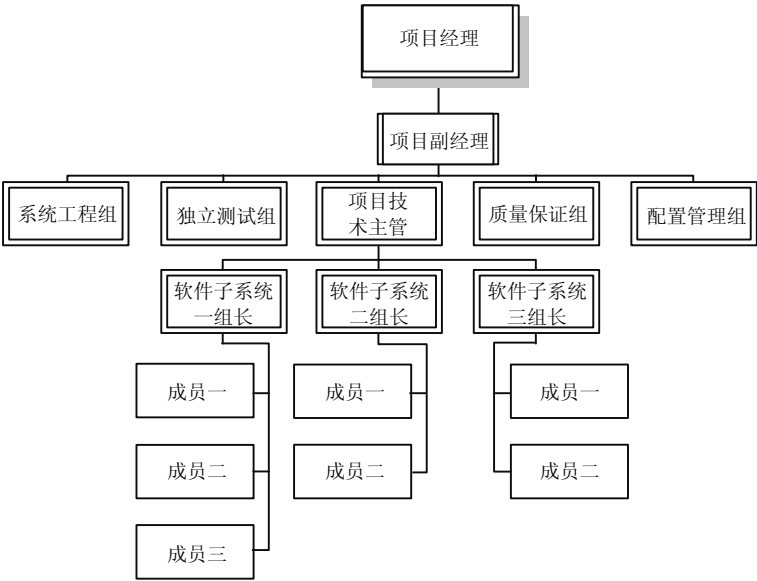 项目经理
项目副经理
系统工程组
独立测试组
项目技
术主管
质量保证组
配置管理组
软件子系统
一组长
软件子系统
二组长
软件子系统
三组长
成员一
成员一
成员一
成员二
成员二
成员二
成员三